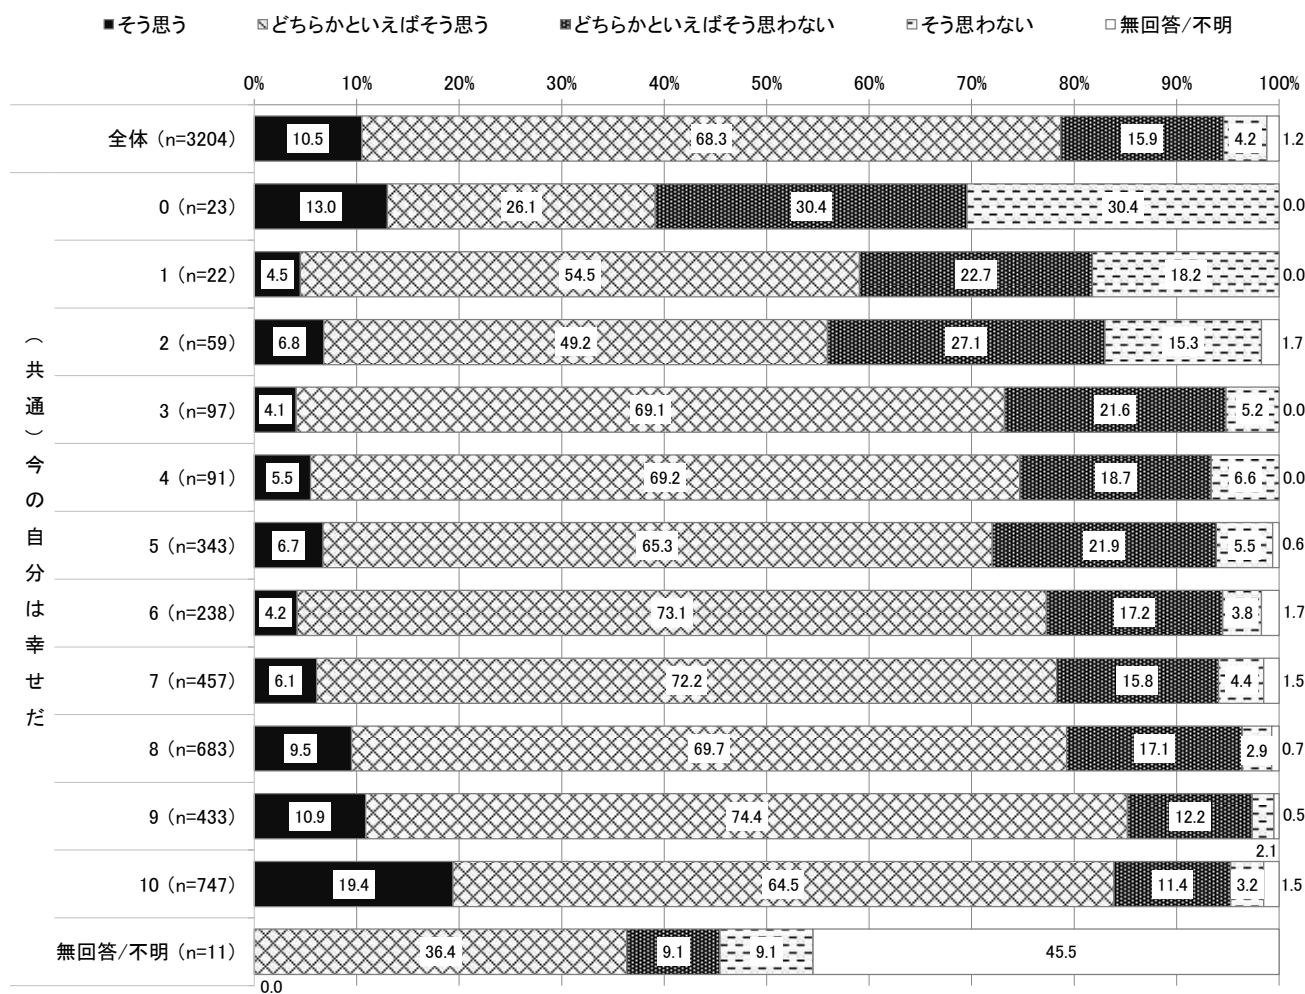 そう思う どちらかといえばそう思う どちらかといえばそう思わない そう思わない 無回答/不明
0% 10% 20% 30% 40% 50% 60% 70% 80% 90% 100%
全体 (n=3204) 10.5 68.3 15.9 4.2 1.2
（共通）今の自分は幸せだ
0 (n=23) 13.0 26.1 30.4 30.4 0.0
1 (n=22) 4.5 54.5 22.7 18.2 0.0
2 (n=59) 6.8 49.2 27.1 15.3 1.7
3 (n=97) 4.1 69.1 21.6 5.2 0.0
4 (n=91) 5.5 69.2 18.7 6.6 0.0
5 (n=343) 6.7 65.3 21.9 5.5 0.6
6 (n=238) 4.2 73.1 17.2 3.8 1.7
7 (n=457) 6.1 72.2 15.8 4.4 1.5
8 (n=683) 9.5 69.7 17.1 2.9 0.7
9 (n=433) 10.9 74.4 12.2 0.5
2.1
10 (n=747) 19.4 64.5 11.4 3.2 1.5
無回答/不明 (n=11) 36.4 9.1 9.1 45.5
0.0